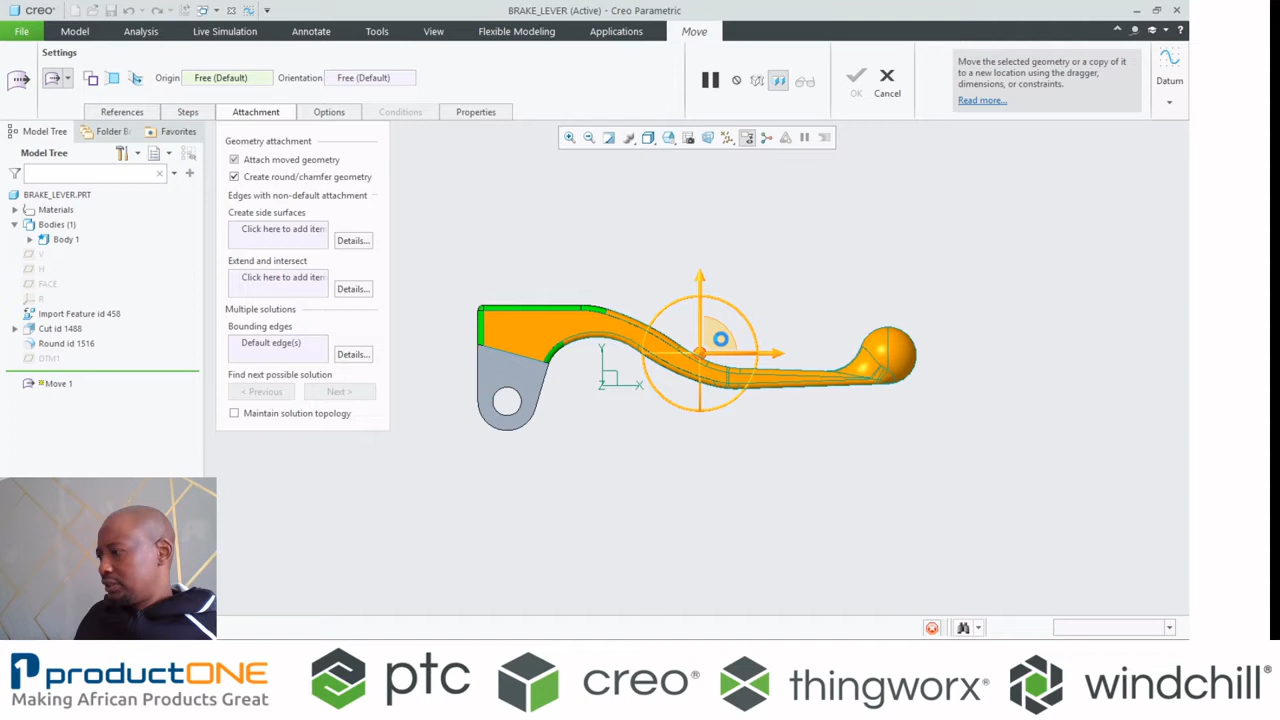 creo®
BRAKE_LEVER (Active) - Creo Parametric
File Model Analysis Live Simulation Annotate Tools View Flexible Modeling Applications Move
Settings
Origin Free (Default) Orientation Free (Default)
OK Cancel
Move the selected geometry or a copy of it
to a new location using the dragger,
dimensions, or constraints.
Read more...
Datum
References Steps Attachment Options Conditions Properties
Model Tree Folder B Favorites
Model Tree
BRAKE_LEVER.PRT
Materials
Bodies (1)
Body 1
V
H
FACE
R
Import Feature id 458
Cut id 1488
Round id 1516
DTM1
Move 1
Geometry attachment
Attach moved geometry
Create round/chamfer geometry
Edges with non-default attachment
Create side surfaces
Click here to add item
Details...
Extend and intersect
Click here to add item
Details...
Multiple solutions
Bounding edges
Default edge(s)
Details...
Find next possible solution
< Previous Next >
Maintain solution topology
Y
Z X
productONE
Making African Products Great
ptc
creo®
thingworx®
windchill®